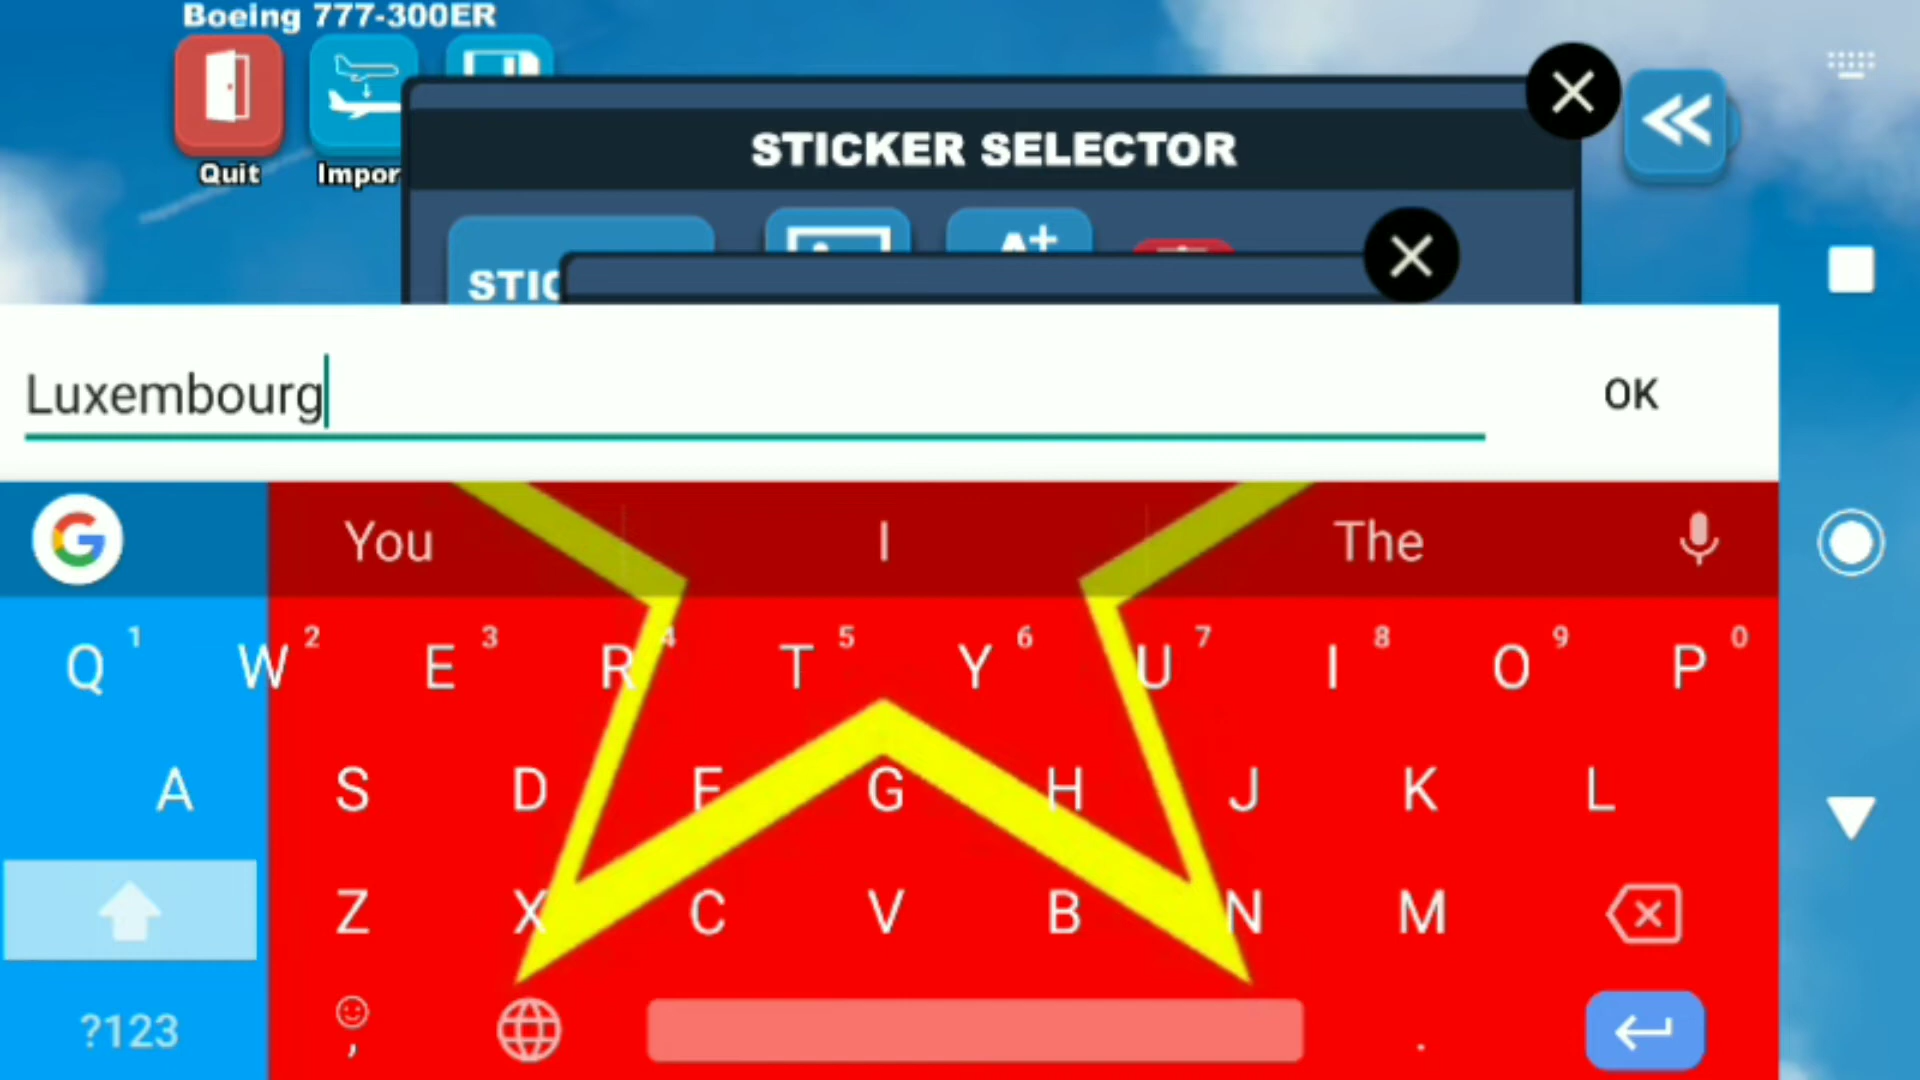 Boeing 777-300ER
Quit
Impor
STICKER SELECTOR
STIC
A+
Luxembourg
OK
G
You I The
Q 1 W 2 E 3 R 4 T 5 Y 6 U 7 I 8 O 9 P 0
A S D F G H J K L
Z X C V B N M
?123 , .